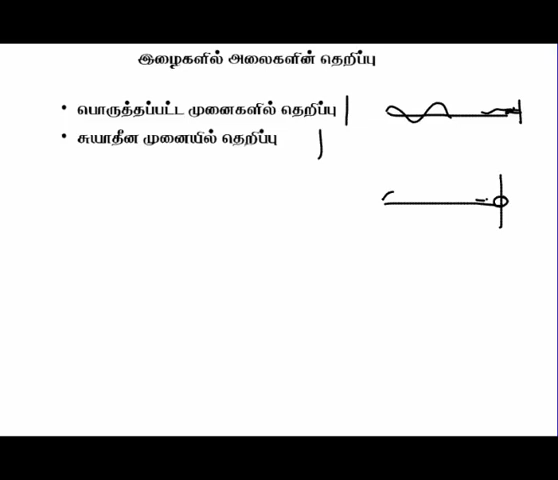 இழைகளில் அலைகளின் தெறிப்பு
• பொருத்தப்பட்ட முனைகளில் தெறிப்பு
• சுயாதீன முனையில் தெறிப்பு